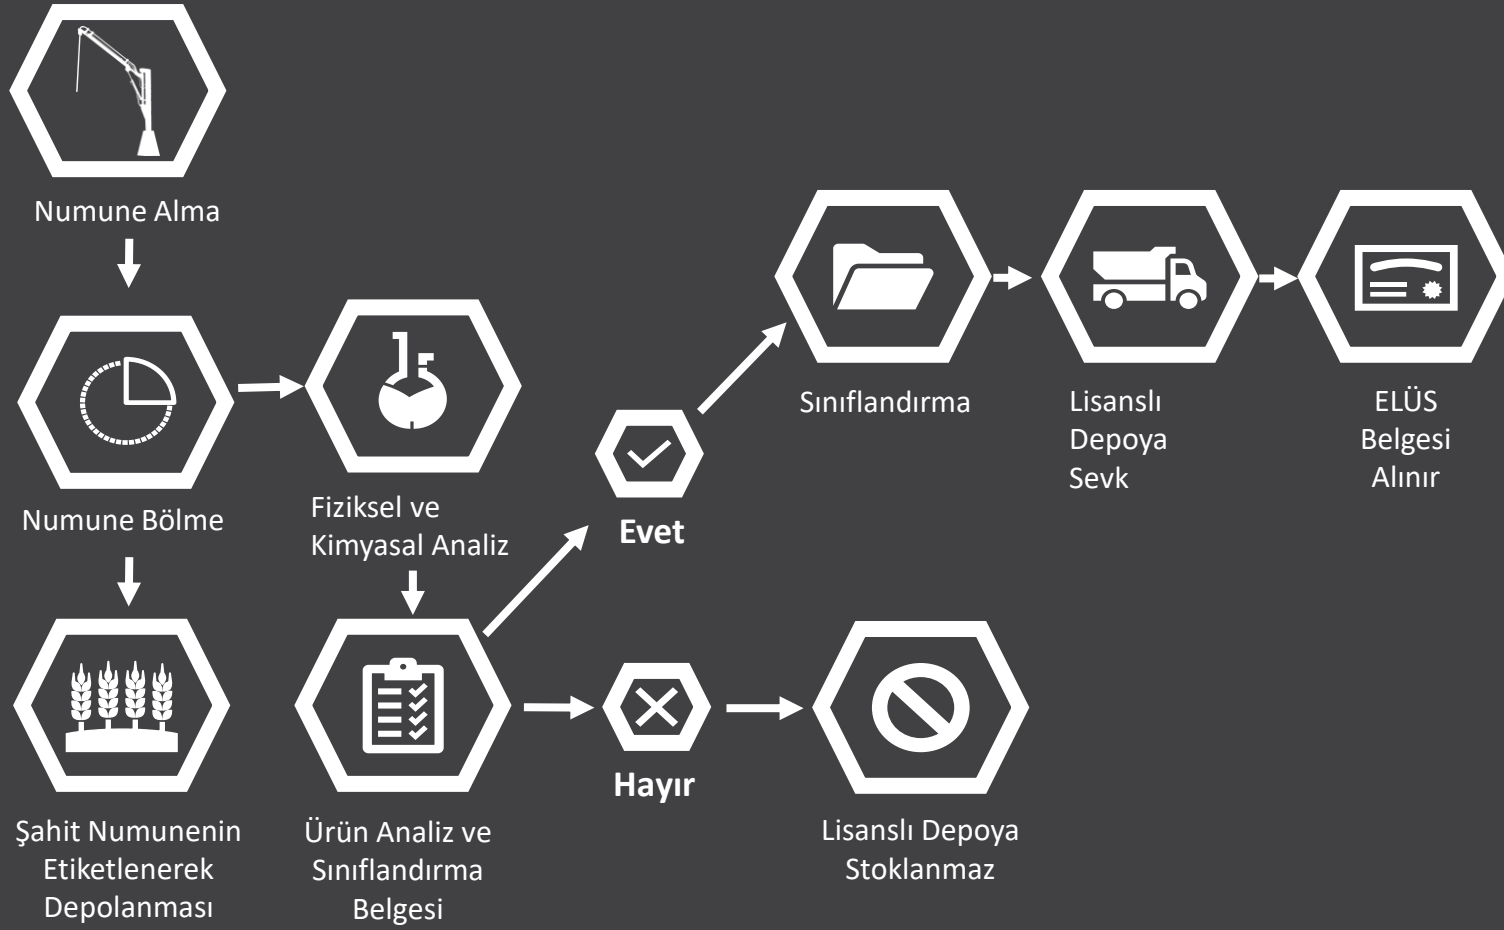 Numune Alma
Numune Bölme
Şahit Numunenin
Etiketlenerek
Depolanması
Fiziksel ve
Kimyasal Analiz
Ürün Analiz ve
Sınıflandırma
Belgesi
Evet
Hayır
Sınıflandırma
Lisanslı
Depoya
Sevk
ELÜS
Belgesi
Alınır
Lisanslı Depoya
Stoklanmaz